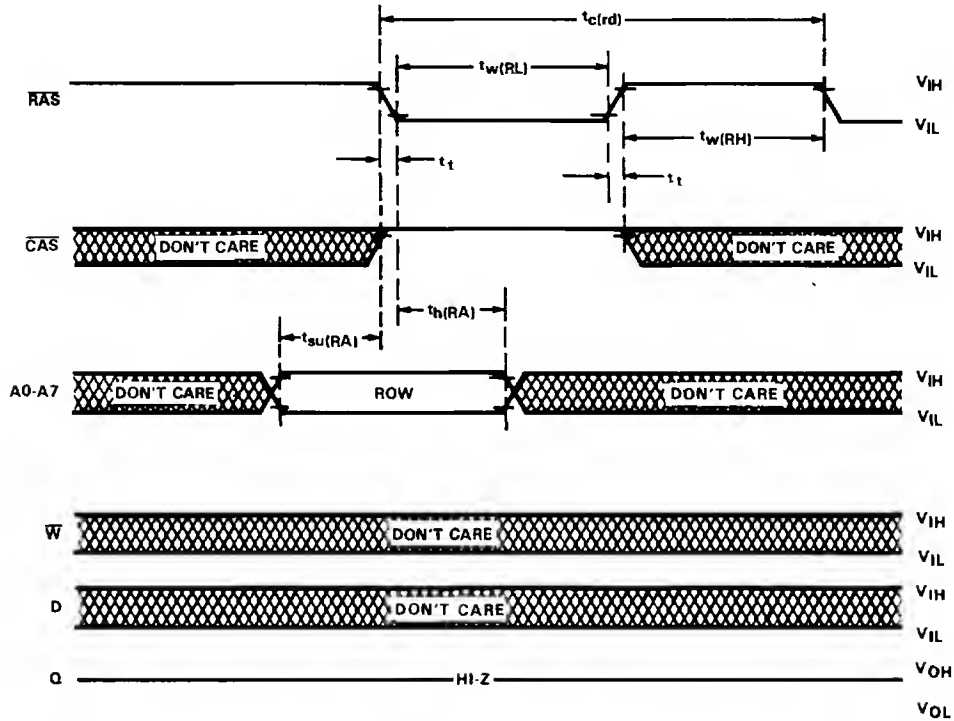 tc(rd)
tw(RL)
RAS
VIH
VIL
tw(RH)
tt
tt
CAS
DON'T CARE
DON'T CARE
VIH
VIL
tsu(RA)
th(RA)
A0-A7
DON'T CARE
ROW
DON'T CARE
VIH
VIL
W
DON'T CARE
VIH
VIL
D
DON'T CARE
VIH
VIL
Q
HI-Z
VOH
VOL